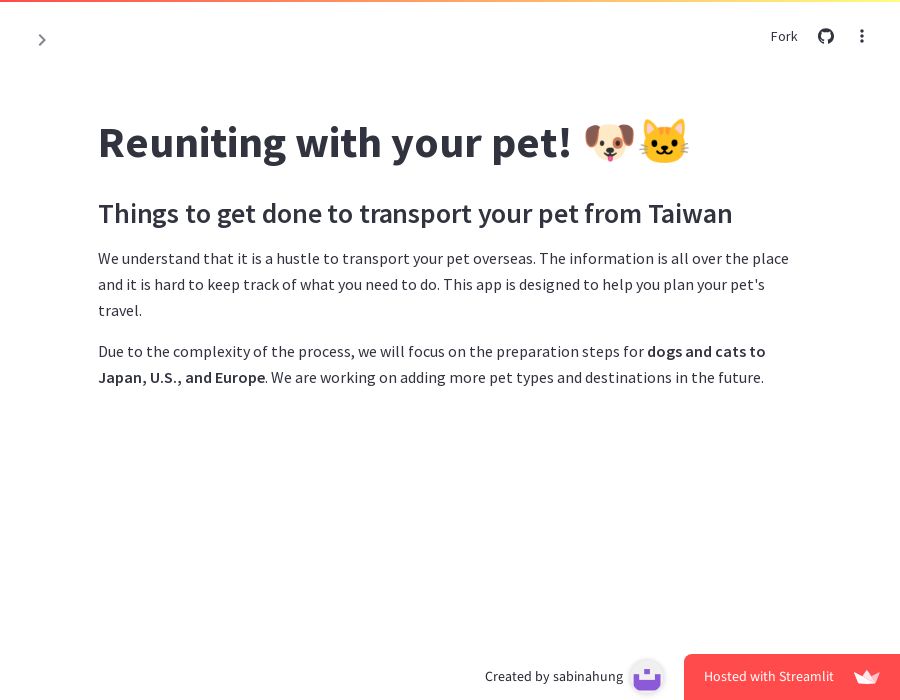 Fork
Reuniting with your pet! 🐶🐱
Things to get done to transport your pet from Taiwan
We understand that it is a hustle to transport your pet overseas. The information is all over the place
and it is hard to keep track of what you need to do. This app is designed to help you plan your pet's
travel.
Due to the complexity of the process, we will focus on the preparation steps for dogs and cats to
Japan, U.S., and Europe. We are working on adding more pet types and destinations in the future.
Created by sabinahung
Hosted with Streamlit